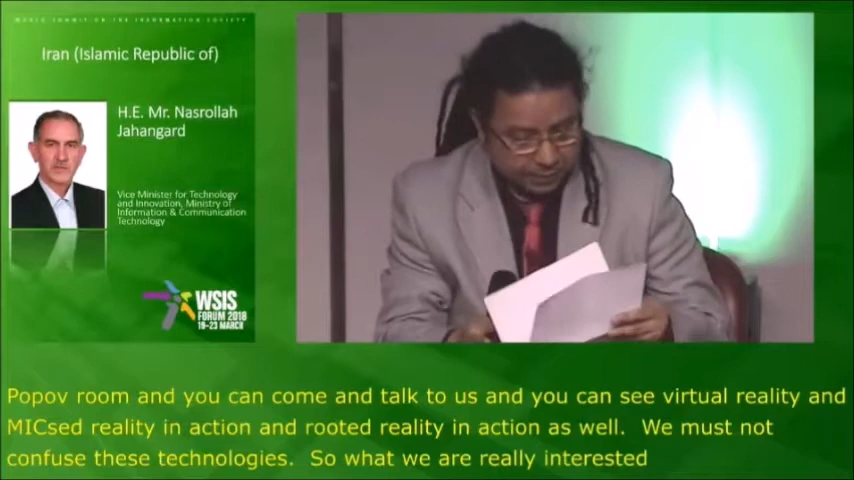 WORLD SUMMIT ON THE INFORMATION SOCIETY
Iran (Islamic Republic of)
H.E. Mr. Nasrollah
Jahangard
Vice Minister for Technology
and Innovation, Ministry of
Information & Communication
Technology
WSIS
FORUM 2018
19-23 MARCH
Popov room and you can come and talk to us and you can see virtual reality and
MICsed reality in action and rooted reality in action as well.  We must not
confuse these technologies.  So what we are really interested